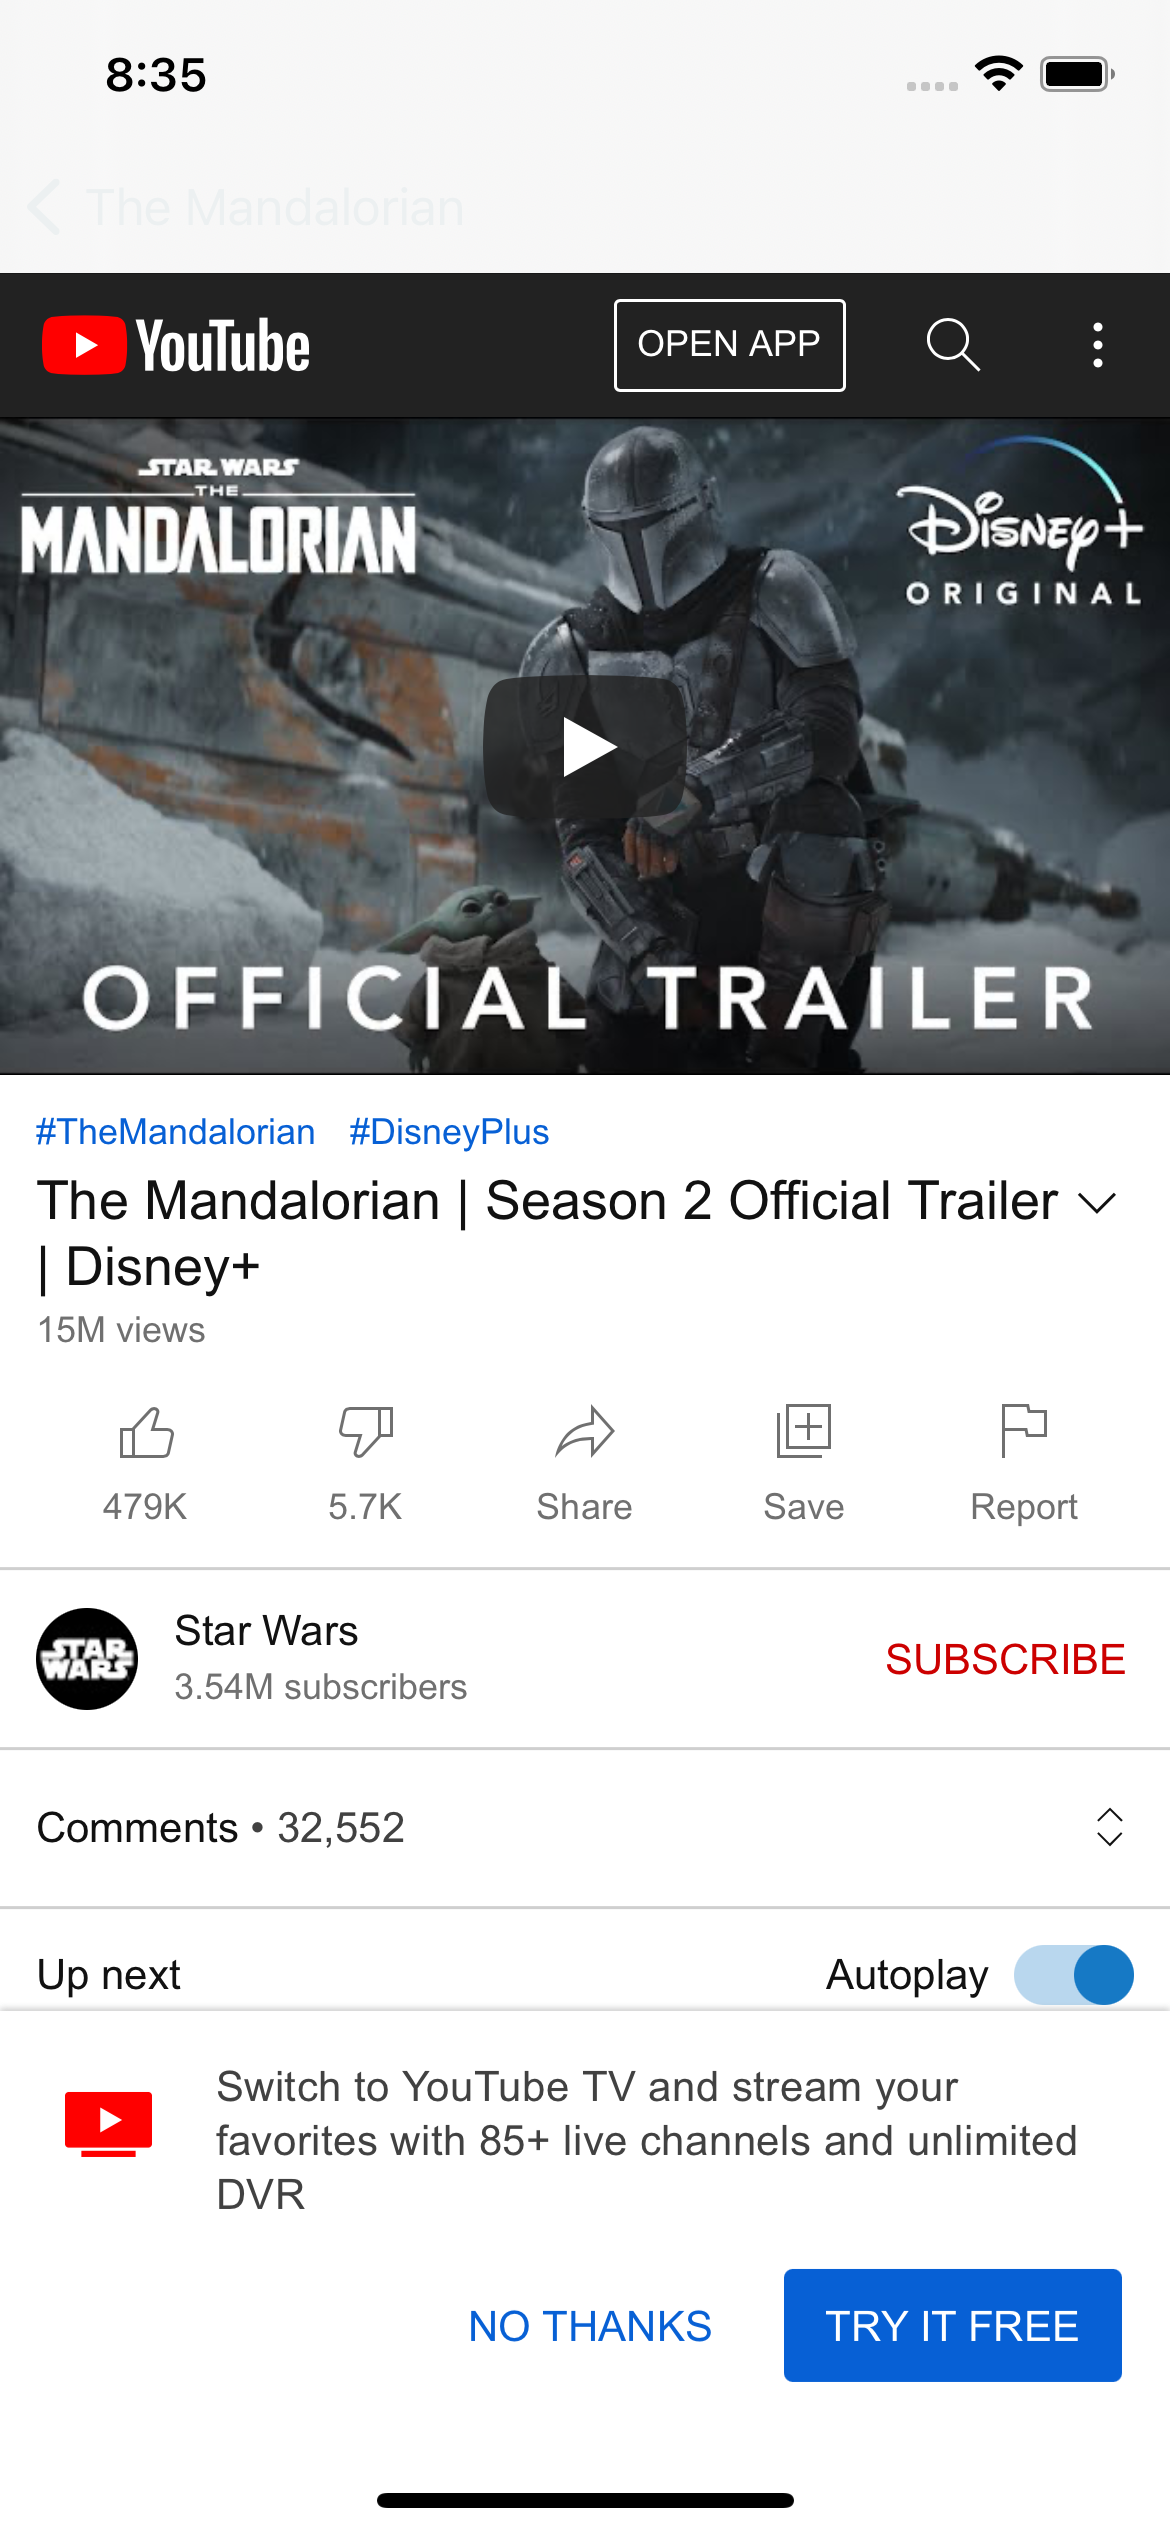 8:35
The Mandalorian
YouTube
OPEN APP
STAR WARS
THE
MANDALORIAN
Disney+
ORIGINAL
OFFICIAL TRAILER
#TheMandalorian #DisneyPlus
The Mandalorian | Season 2 Official Trailer
| Disney+
15M views
479K
5.7K
Share
Save
Report
STAR
WARS
Star Wars
3.54M subscribers
SUBSCRIBE
Comments • 32,552
Up next
Autoplay
Switch to YouTube TV and stream your
favorites with 85+ live channels and unlimited
DVR
NO THANKS
TRY IT FREE